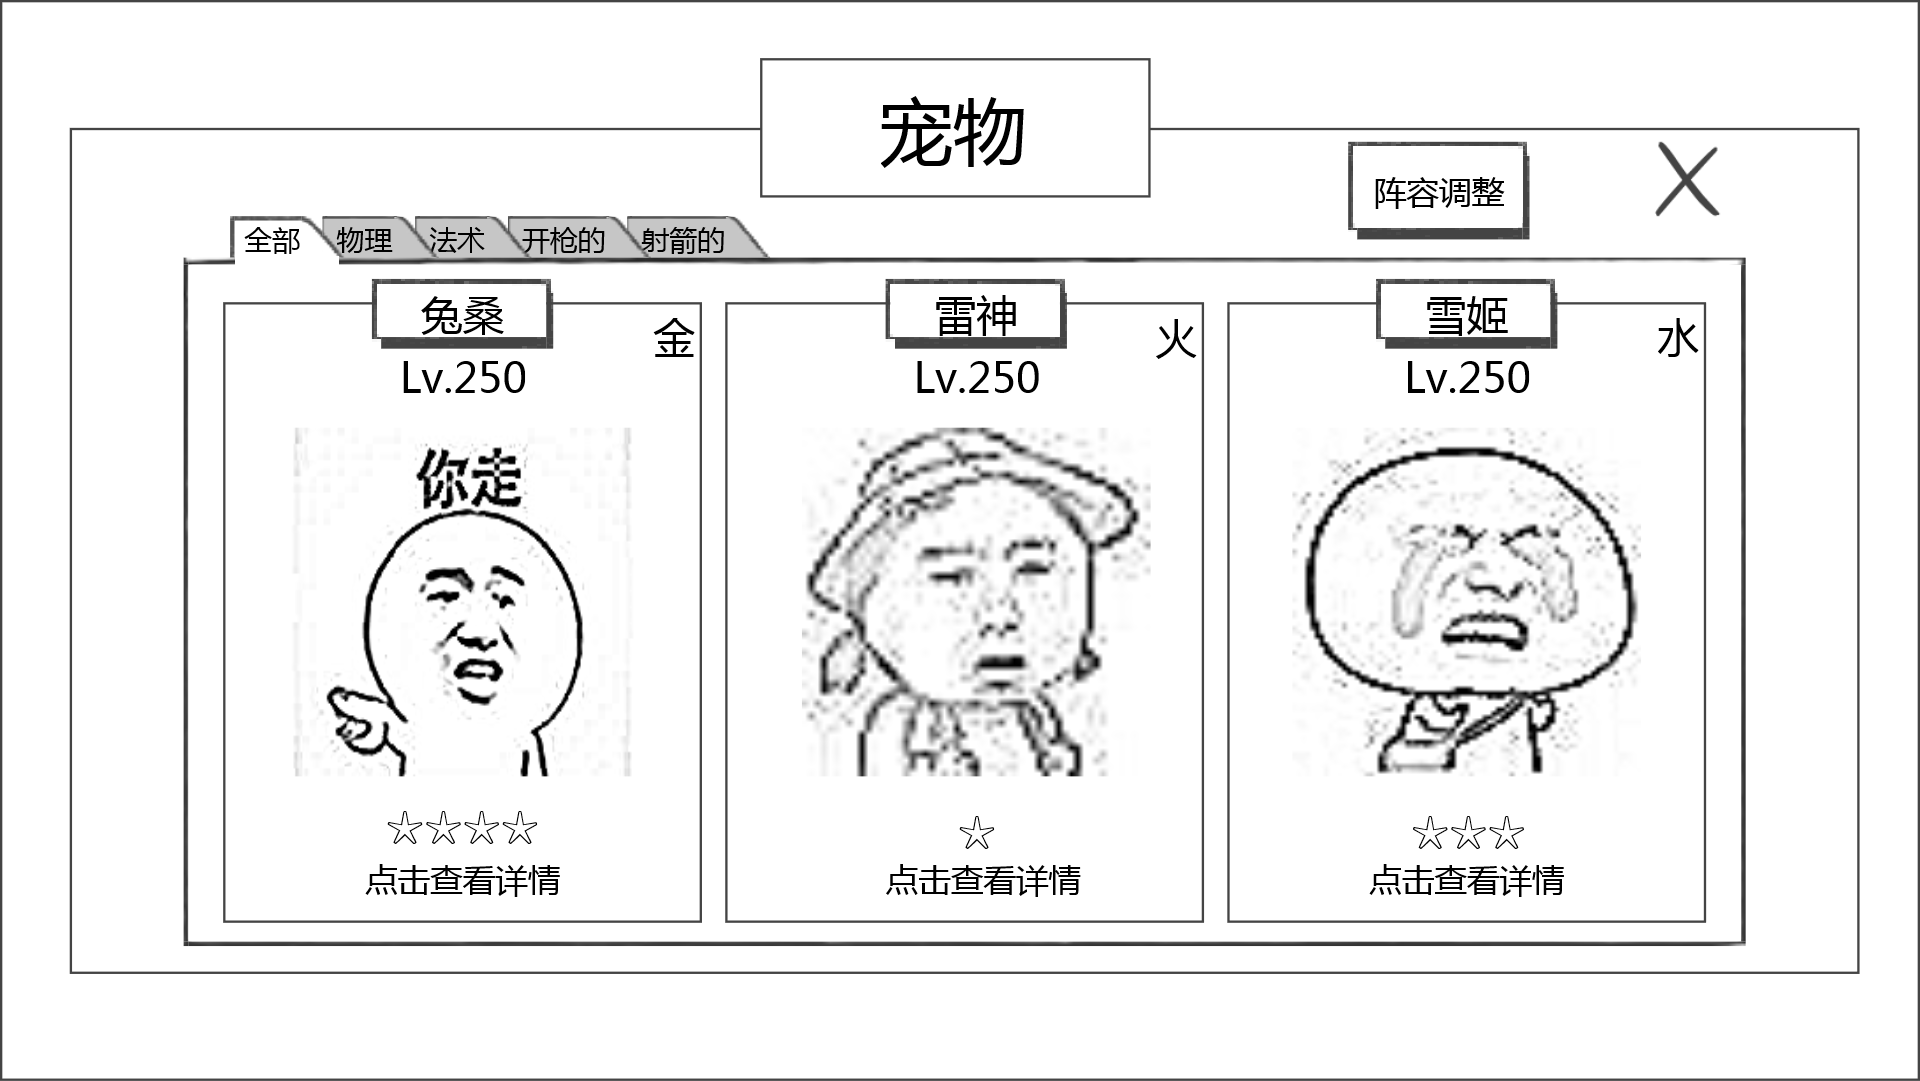 宠物
阵容调整
全部 物理 法术 开枪的 射箭的
兔桑
金
Lv.250
你走
点击查看详情
雷神
火
Lv.250
点击查看详情
雪姬
水
Lv.250
点击查看详情